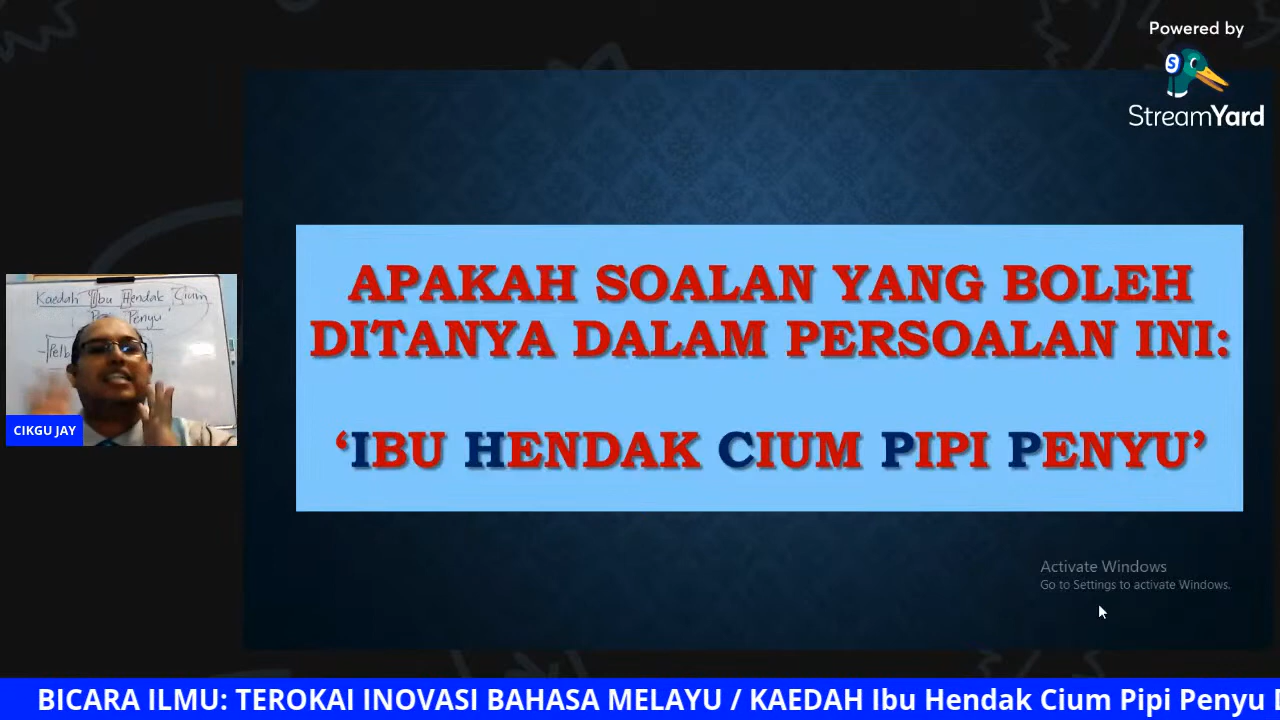 Powered by
StreamYard
APAKAH SOALAN YANG BOLEH
DITANYA DALAM PERSOALAN INI:
‘IBU HENDAK CIUM PIPI PENYU’
Kaedah Ibu Hendak Cium
Penyu
CIKGU JAY
Activate Windows
Go to Settings to activate Windows.
BICARA ILMU: TEROKAI INOVASI BAHASA MELAYU / KAEDAH Ibu Hendak Cium Pipi Penyu